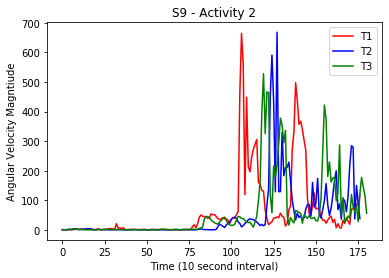 S9 - Activity 2
Angular Velocity Magntiude
700
600
500
400
300
200
100
0
T1
T2
T3
0 25 50 75 100 125 150 175
Time (10 second interval)